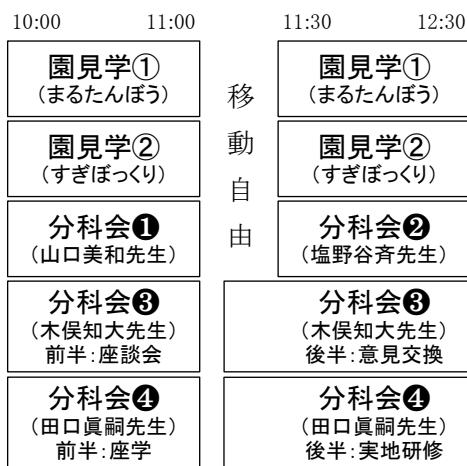 10:00 11:00 11:30 12:30
園見学①
(まるたんぼう)
園見学②
(すぎぼっくり)
分科会❶
(山口美和先生)
分科会❸
(木俣知大先生)
前半:座談会
分科会❹
(田口眞嗣先生)
前半:座学
移動自由
園見学①
(まるたんぼう)
園見学②
(すぎぼっくり)
分科会❷
(塩野谷斉先生)
分科会❸
(木俣知大先生)
後半:意見交換
分科会❹
(田口眞嗣先生)
後半:実地研修